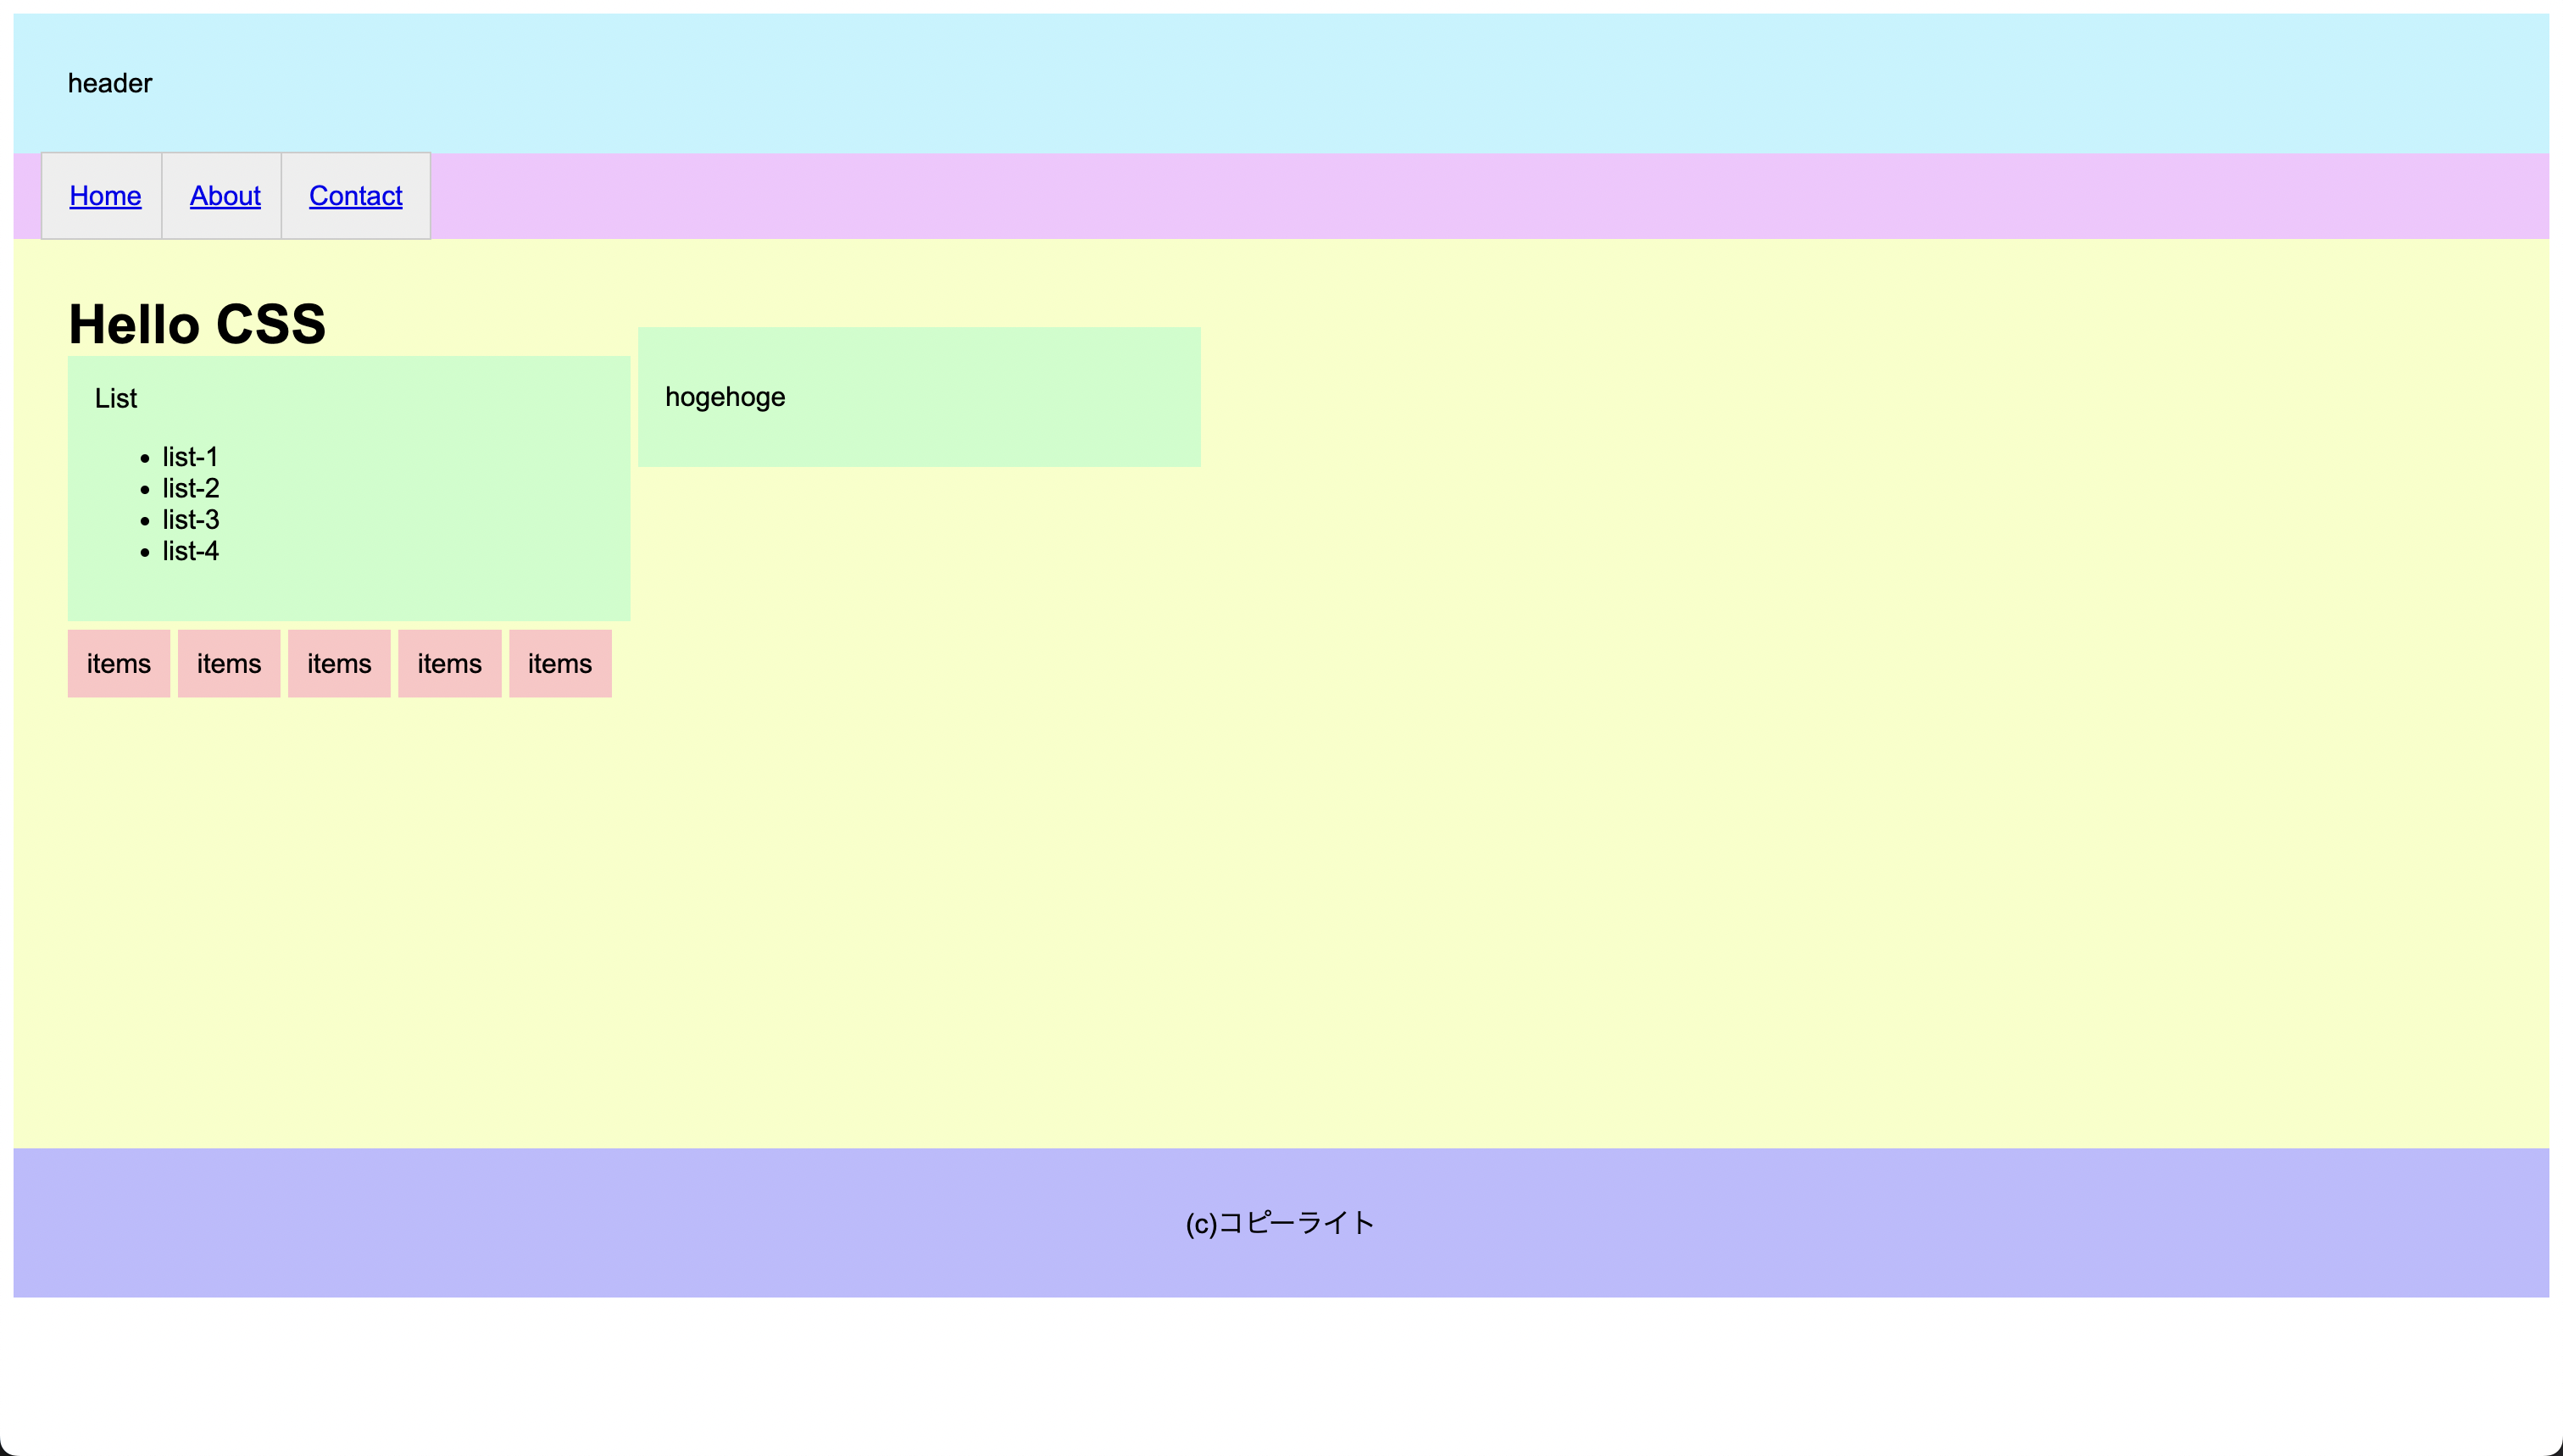 header
Home About Contact
Hello CSS
List
list-1
list-2
list-3
list-4
hogehoge
items items items items items
(c)コピーライト